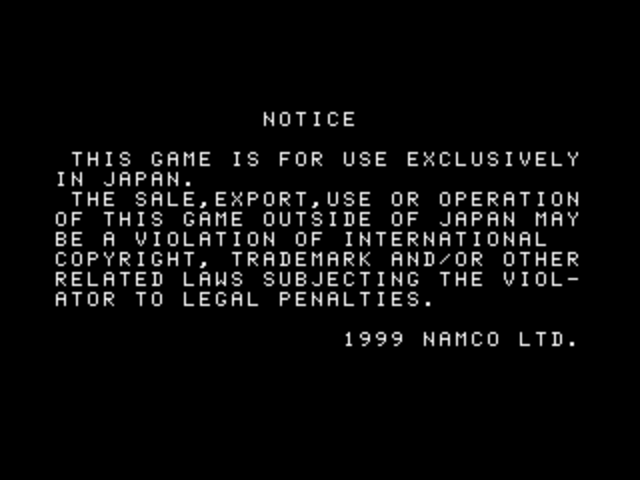 NOTICE
THIS GAME IS FOR USE EXCLUSIVELY
IN JAPAN.
THE SALE,EXPORT,USE OR OPERATION
OF THIS GAME OUTSIDE OF JAPAN MAY
BE A VIOLATION OF INTERNATIONAL
COPYRIGHT, TRADEMARK AND/OR OTHER
RELATED LAWS SUBJECTING THE VIOL-
ATOR TO LEGAL PENALTIES.
1999 NAMCO LTD.